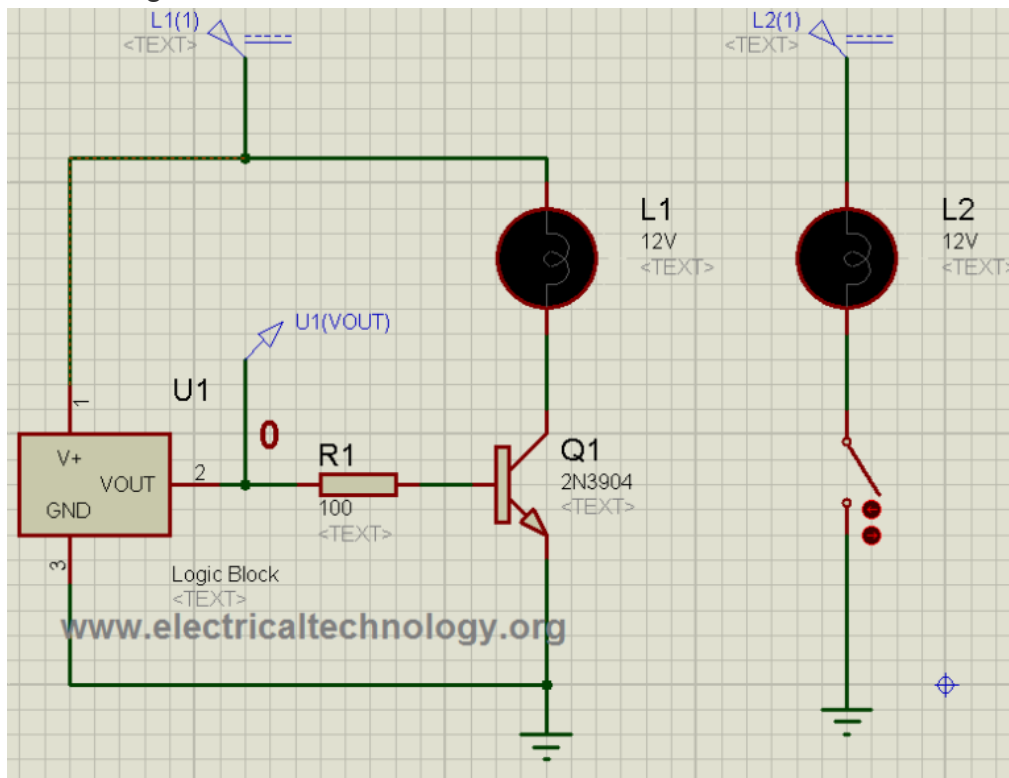 L1(1)
<TEXT>
L2(1)
<TEXT>
L1
12V
<TEXT>
L2
12V
<TEXT>
U1(VOUT)
U1
1
V+
VOUT
GND
2
3
0
R1
100
<TEXT>
Q1
2N3904
<TEXT>
Logic Block
<TEXT>
www.electricaltechnology.org